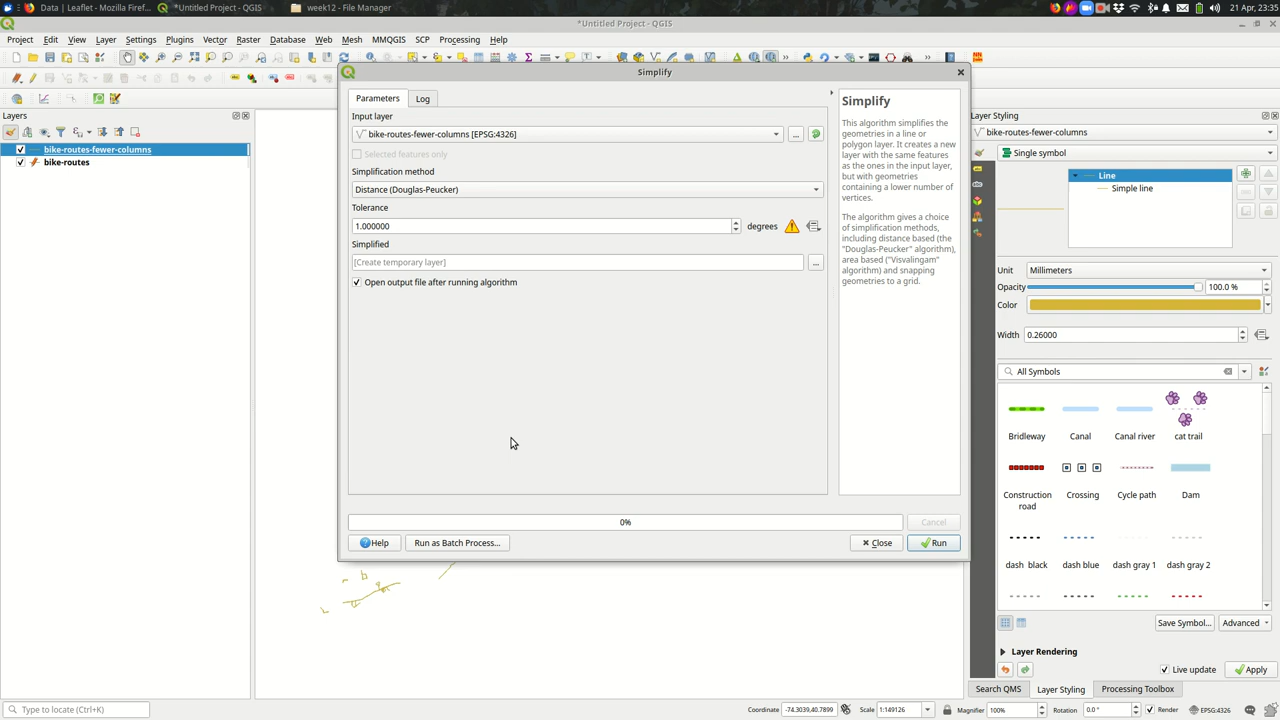 Data | Leaflet - Mozilla Firef...
*Untitled Project - QGIS
week12 - File Manager
21 Apr, 23:35
*Untitled Project - QGIS
Project Edit View Layer Settings Plugins Vector Raster Database Web Mesh MMQGIS SCP Processing Help
Simplify
Layers
bike-routes-fewer-columns
bike-routes
Parameters
Log
Input layer
bike-routes-fewer-columns [EPSG:4326]
...
Selected features only
Simplification method
Distance (Douglas-Peucker)
Tolerance
1.000000
degrees
Simplified
[Create temporary layer]
...
Open output file after running algorithm
Simplify
This algorithm simplifies the
geometries in a line or
polygon layer. It creates a new
layer with the same features
as the ones in the input layer,
but with geometries
containing a lower number of
vertices.
The algorithm gives a choice
of simplification methods,
including distance based (the
"Douglas-Peucker" algorithm),
area based ("Visvalingam"
algorithm) and snapping
geometries to a grid.
0%
Cancel
Help
Run as Batch Process...
Close
Run
Layer Styling
bike-routes-fewer-columns
Single symbol
Line
Simple line
Unit
Millimeters
Opacity
100.0 %
Color
Width
0.26000
All Symbols
Bridleway
Canal
Canal river
cat trail
Construction
road
Crossing
Cycle path
Dam
dash  black
dash blue
dash gray 1
dash gray 2
Save Symbol...
Advanced
Layer Rendering
Live update
Apply
Search QMS
Layer Styling
Processing Toolbox
Type to locate (Ctrl+K)
Coordinate
-74.3039,40.7899
Scale
1:149126
Magnifier
100%
Rotation
0.0 °
Render
EPSG:4326